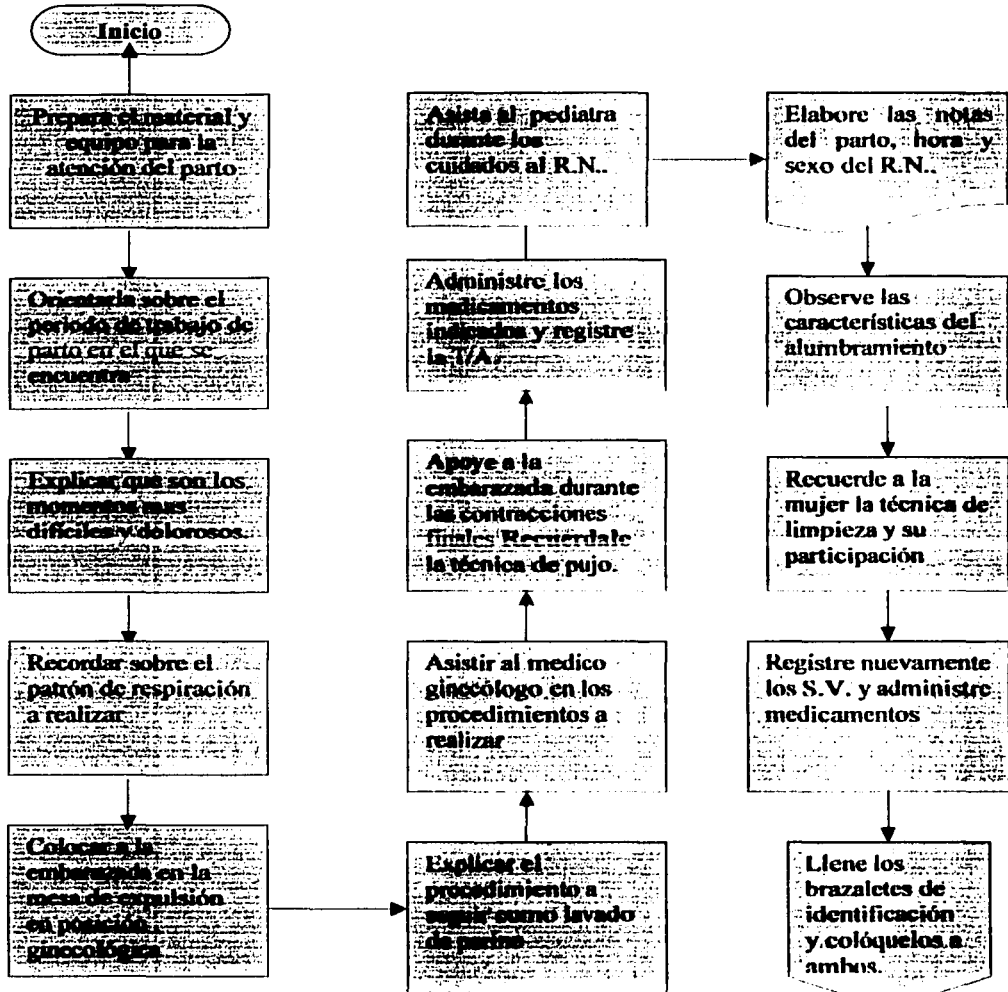 Inicio
Prepara el material y
equipo para la
atención del parto
Orientarla sobre el
periodo de trabajo de
parto en el que se
encuentra
Explicar que son los
momentos mas
difíciles y dolorosos.
Recordar sobre el
patrón de respiración
a realizar
Colocar a la
embarazada en la
mesa de expulsión
en posición
ginecológica
Explicar el
procedimiento a
seguir como lavado
de perine
Asistir al medico
ginecólogo en los
procedimientos a
realizar
Apoye a la
embarazada durante
las contracciones
finales Recuerdale
la técnica de pujo.
Administre los
medicamentos
indicados y registre
la T/A.
Asista al pediatra
durante los
cuidados al R.N..
Elabore las notas
del parto, hora y
sexo del R.N..
Observe las
características del
alumbramiento
Recuerde a la
mujer la técnica de
limpieza y su
participación
Registre nuevamente
los S.V. y administre
medicamentos
Llene los
brazaletes de
identificación
y colóquelos a
ambos.